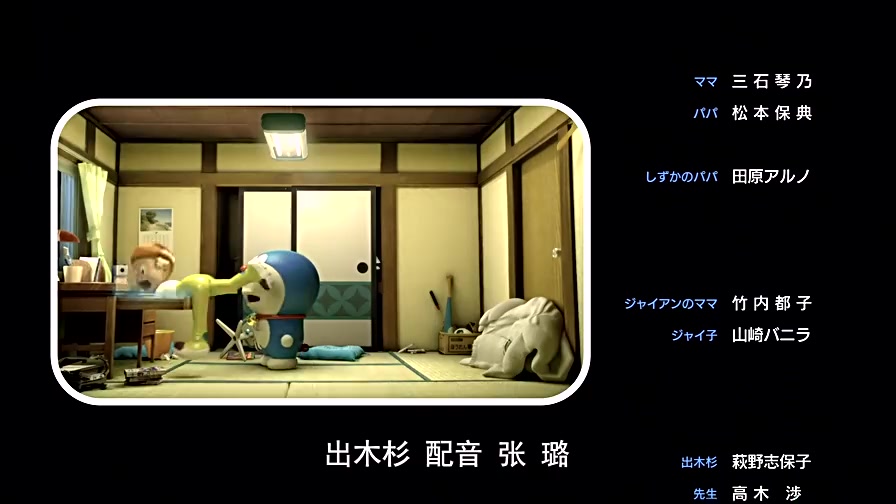 ママ 三石琴乃
パパ 松本保典
しずかのパパ 田原アルノ
ジャイアンのママ 竹内都子
ジャイ子 山崎バニラ
出木杉 配音 张 璐
出木杉 萩野志保子
先生 高木 渉